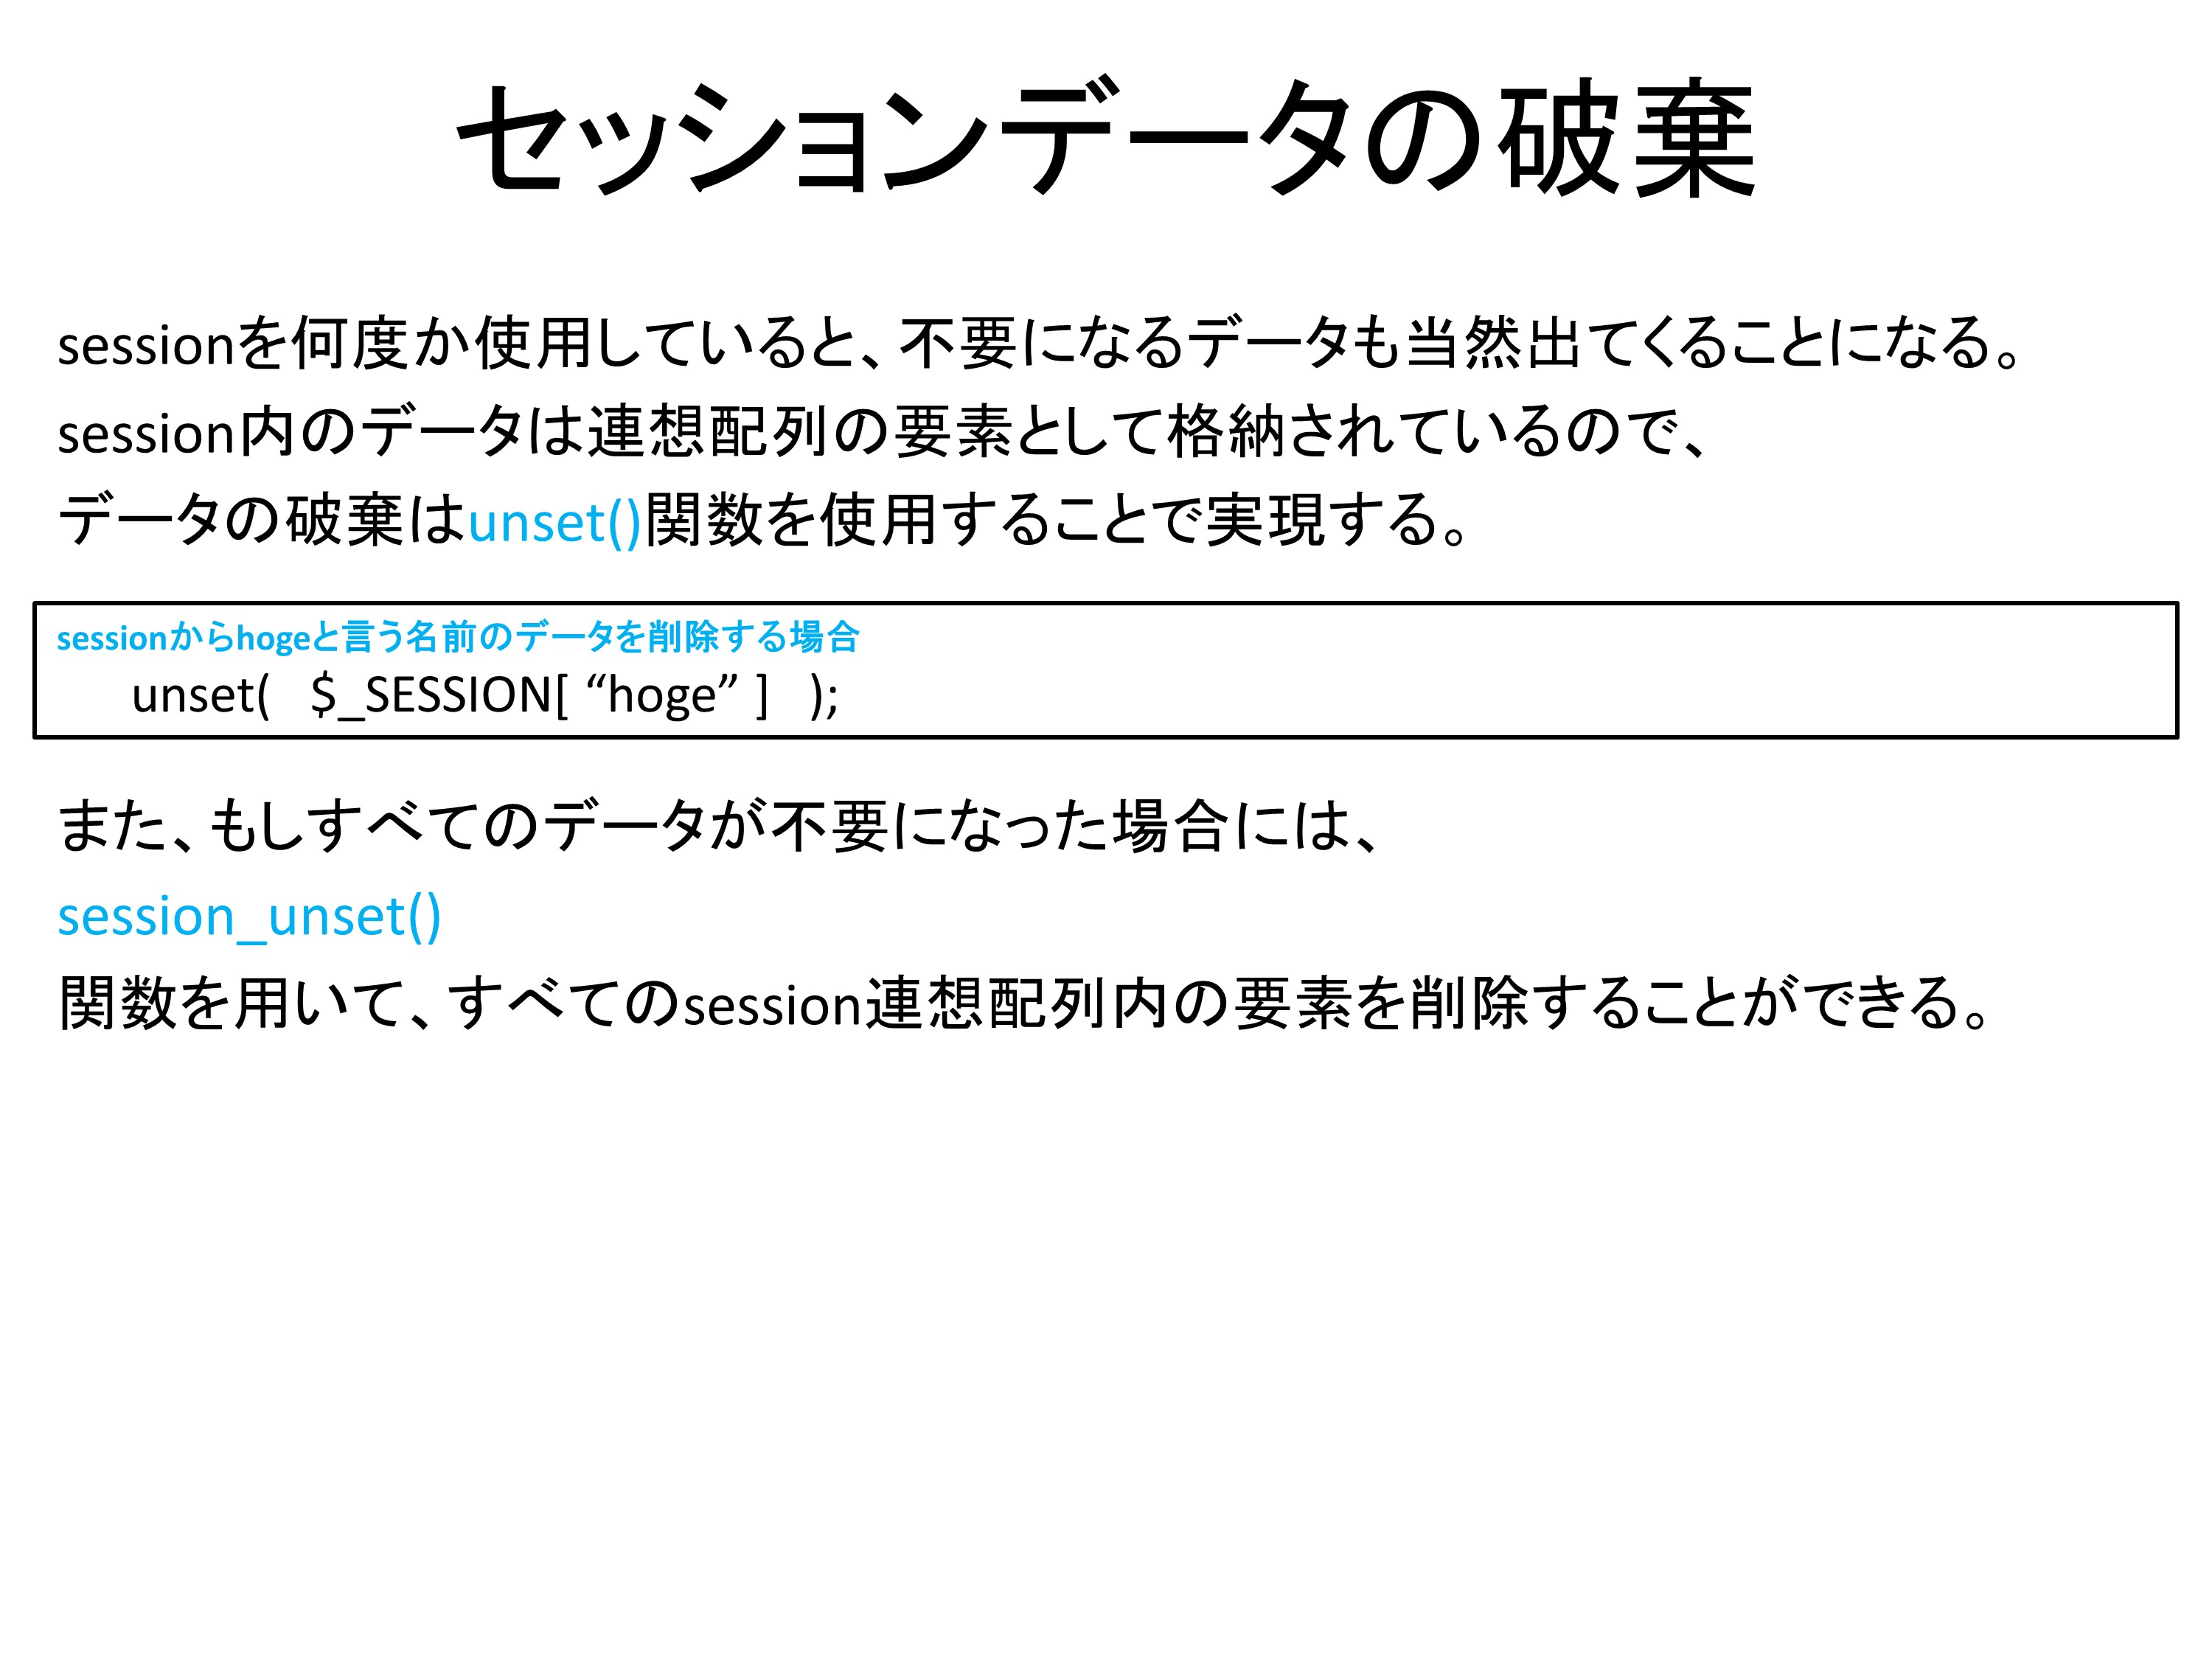 セッションデータの破棄
sessionを何度か使用していると、不要になるデータも当然出てくることになる。
session内のデータは連想配列の要素として格納されているので、
データの破棄はunset()関数を使用することで実現する。
sessionからhogeと言う名前のデータを削除する場合
unset( $_SESSION[ “hoge” ] );
また、もしすべてのデータが不要になった場合には、
session_unset()
関数を用いて、すべてのsession連想配列内の要素を削除することができる。